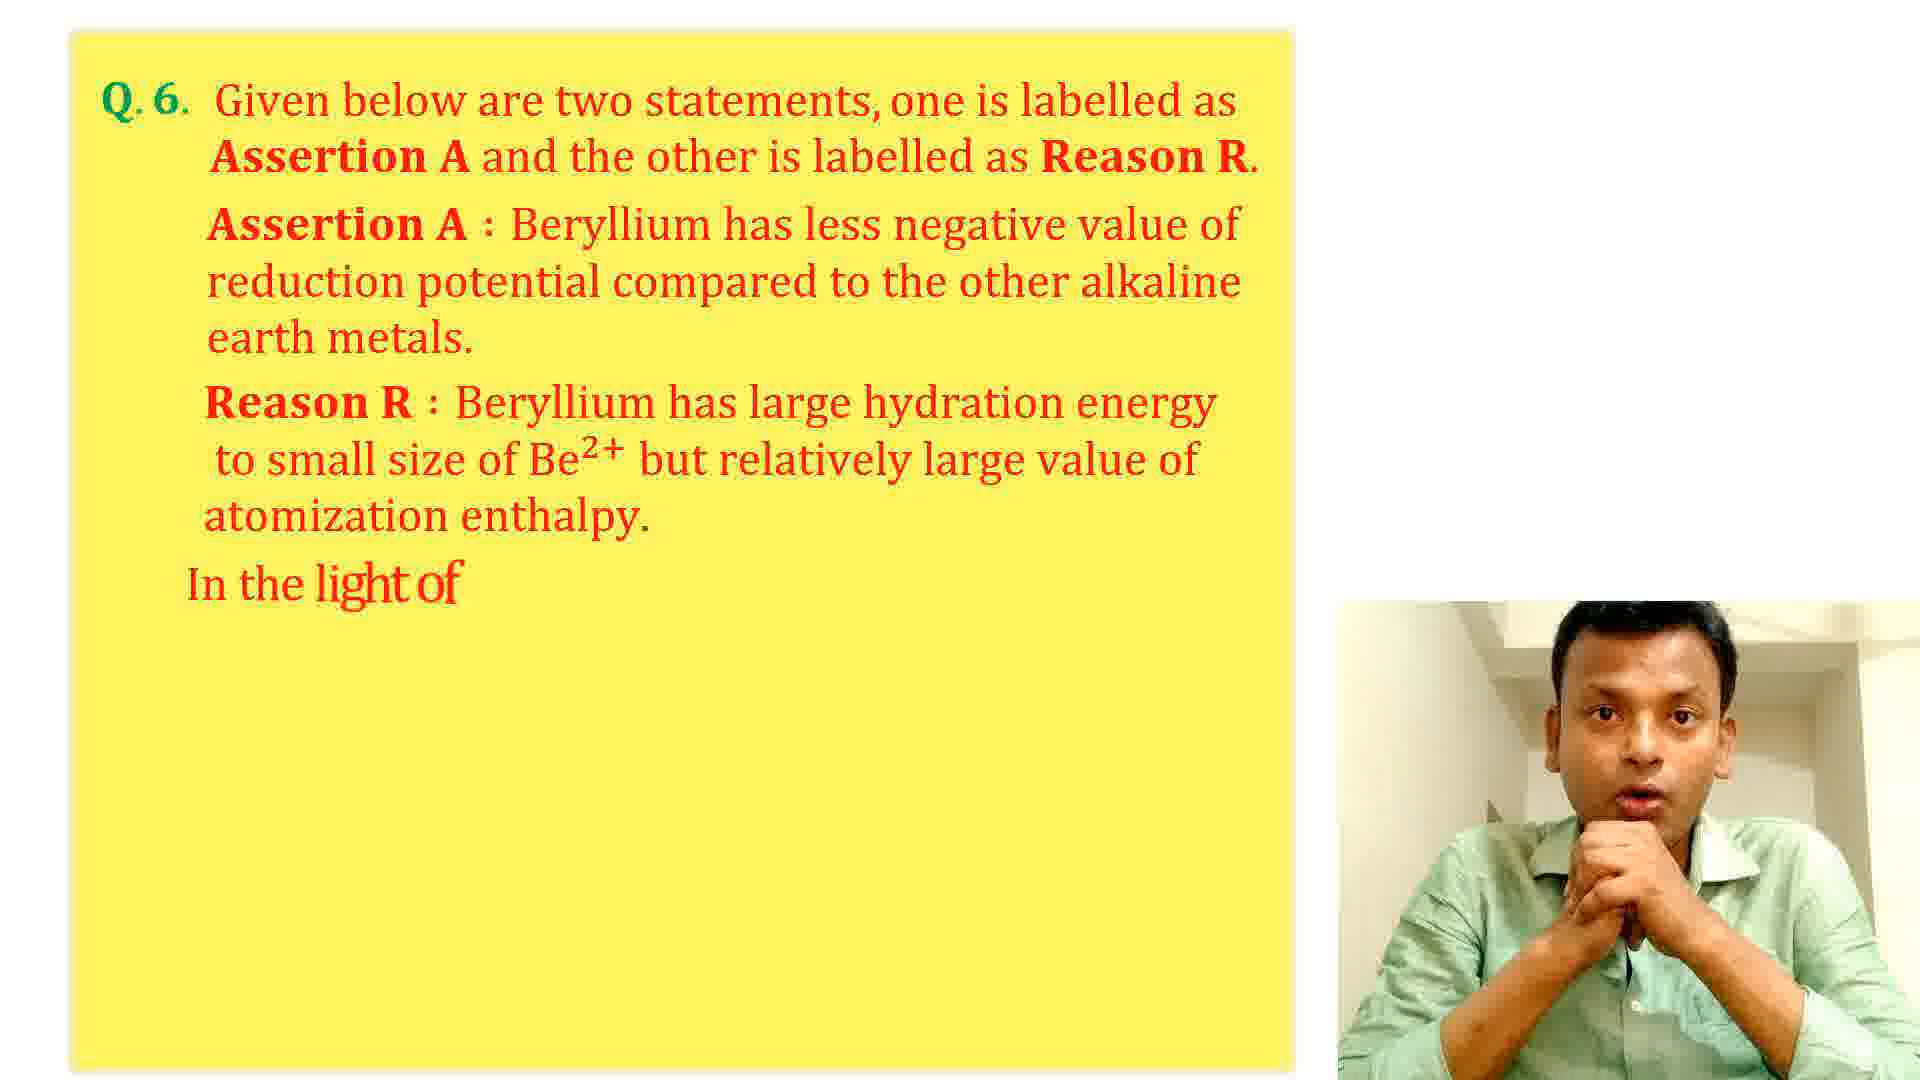 Q. 6. Given below are two statements, one is labelled as
Assertion A and the other is labelled as Reason R.
Assertion A : Beryllium has less negative value of
reduction potential compared to the other alkaline
earth metals.
Reason R : Beryllium has large hydration energy
to small size of Be²⁺ but relatively large value of
atomization enthalpy.
In the light of